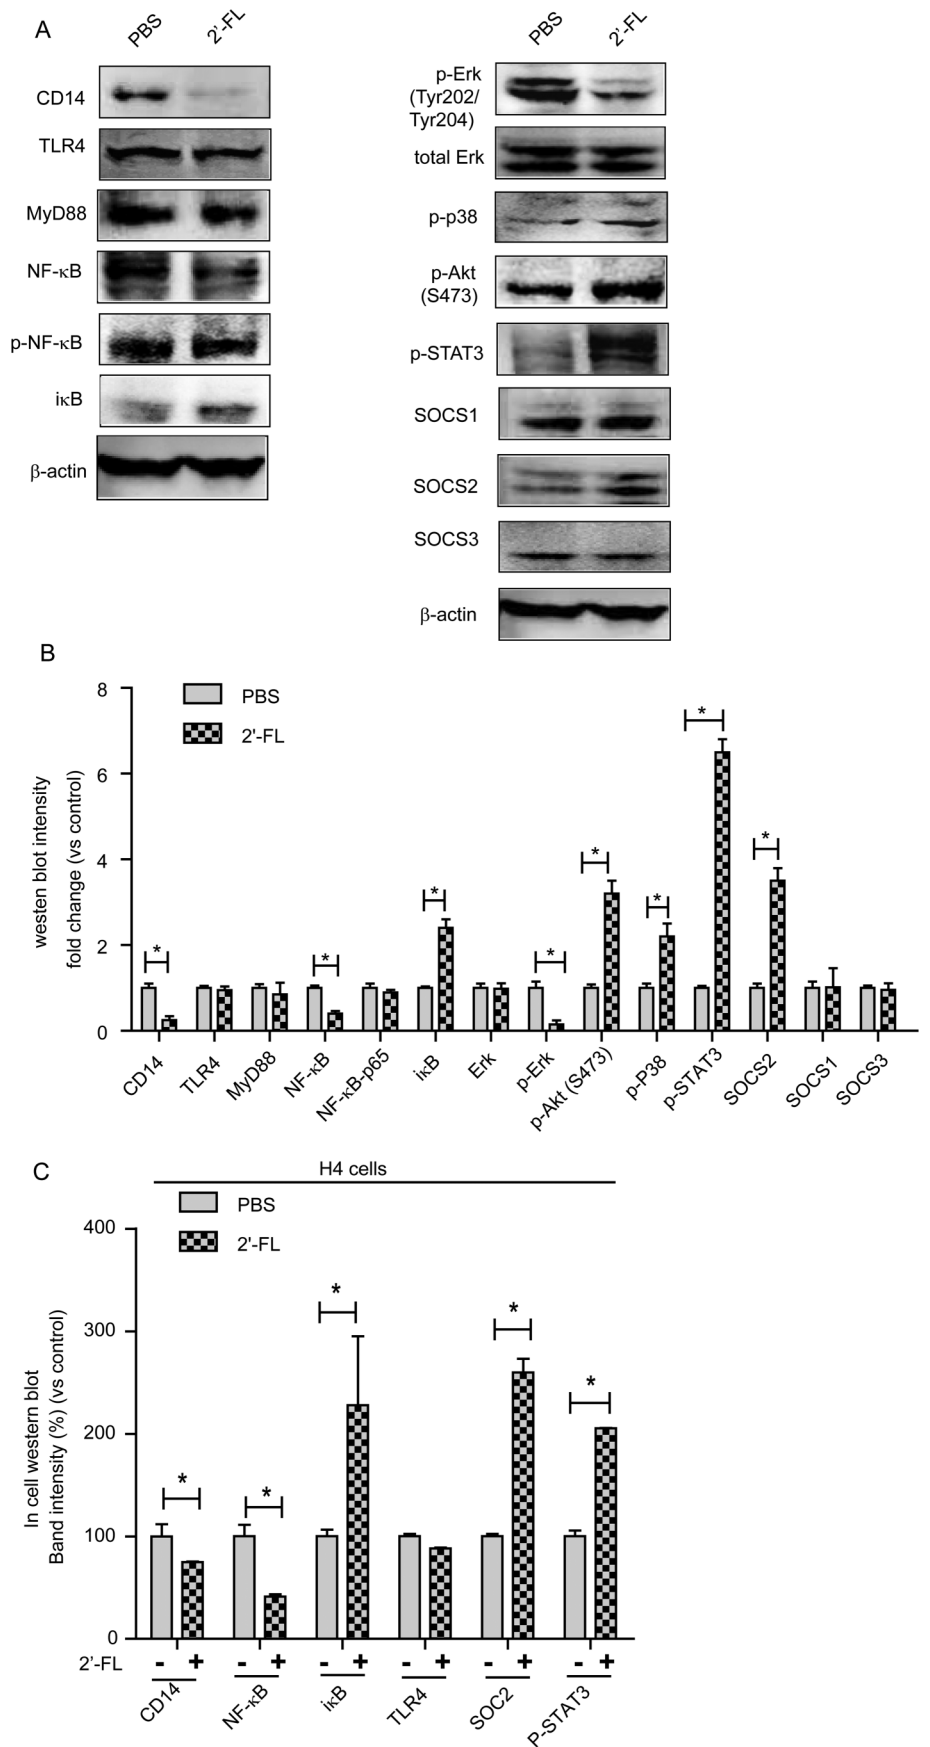 A
PBS
2'-FL
CD14
TLR4
MyD88
NF-κB
p-NF-κB
iκB
β-actin
PBS
2'-FL
p-Erk
(Tyr202/
Tyr204)
total Erk
p-p38
p-Akt
(S473)
p-STAT3
SOCS1
SOCS2
SOCS3
β-actin
B
westen blot intensity
fold change (vs control)
8
6
4
2
0
PBS
2'-FL
*
*
*
*
*
*
*
*
CD14
TLR4
MyD88
NF-κB
NF-κB-p65
iκB
Erk
p-Erk
p-Akt (S473)
p-P38
p-STAT3
SOCS2
SOCS1
SOCS3
C
H4 cells
PBS
2'-FL
In cell western blot
Band intensity (%) (vs control)
400
300
200
100
0
*
*
*
*
*
2'-FL - + - + - + - + - + - +
CD14
NF-κB
iκB
TLR4
SOC2
P-STAT3